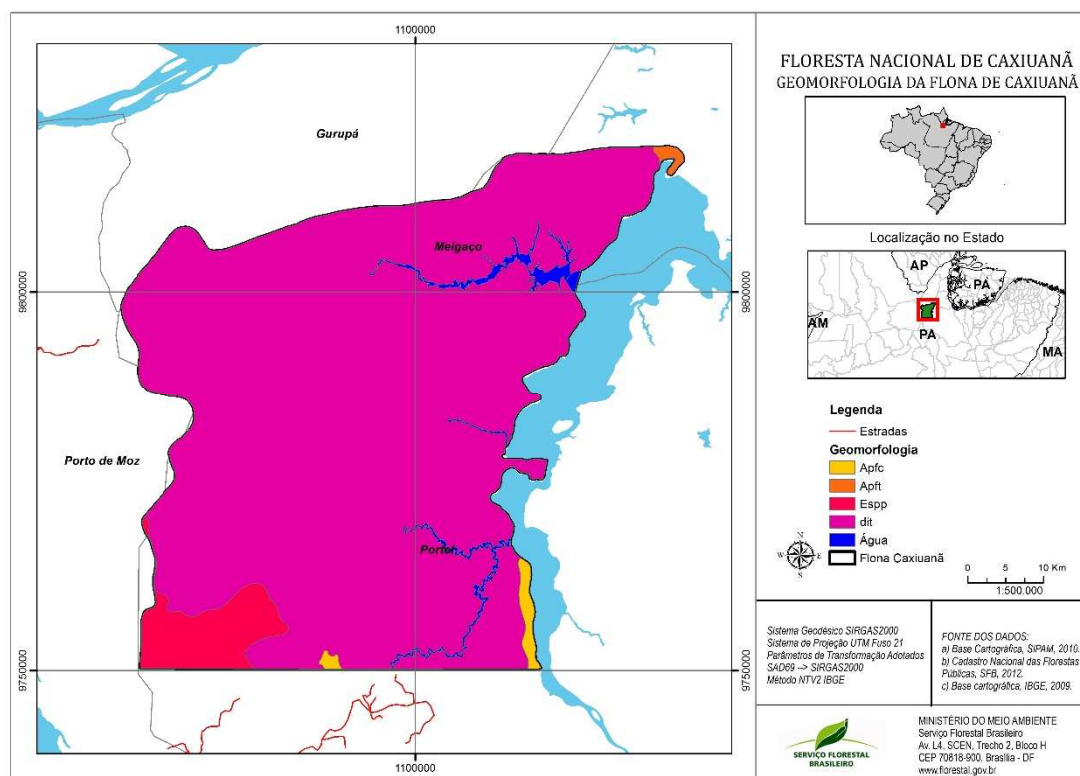 1100000
Gurupá
Melgaço
9800000
9800000
Porto de Moz
Portel
9750000
9750000
1100000
FLORESTA NACIONAL DE CAXIUANÃ
GEOMORFOLOGIA DA FLONA DE CAXIUANÃ
Localização no Estado
AP
PA
AM
PA
MA
Legenda
Estradas
Geomorfologia
Apfc
Apft
Espp
dit
Água
Flona Caxiuanã
N
W
E
S
0 5 10 Km
1:500.000
Sistema Geodésico SIRGAS2000
Sistema de Projeção UTM Fuso 21
Parâmetros de Transformação Adotados
SAD69 --> SIRGAS2000
Método NTV2 IBGE
FONTE DOS DADOS:
a) Base Cartográfica, SIPAM, 2010.
b) Cadastro Nacional das Florestas
Públicas, SFB, 2012.
c) Base cartográfica, IBGE, 2009.
SERVIÇO FLORESTAL
BRASILEIRO
MINISTÉRIO DO MEIO AMBIENTE
Serviço Florestal Brasileiro
Av. L4, SCEN, Trecho 2, Bloco H
CEP 70818-900, Brasília - DF
www.florestal.gov.br